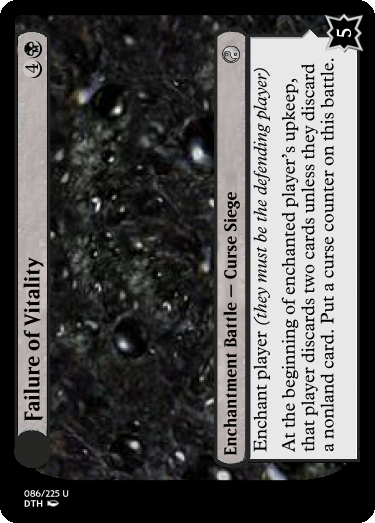 Failure of Vitality
4
Enchantment Battle — Curse Siege
Enchant player (they must be the defending player)
At the beginning of enchanted player's upkeep,
that player discards two cards unless they discard
a nonland card. Put a curse counter on this battle.
5
086/225 U
DTH